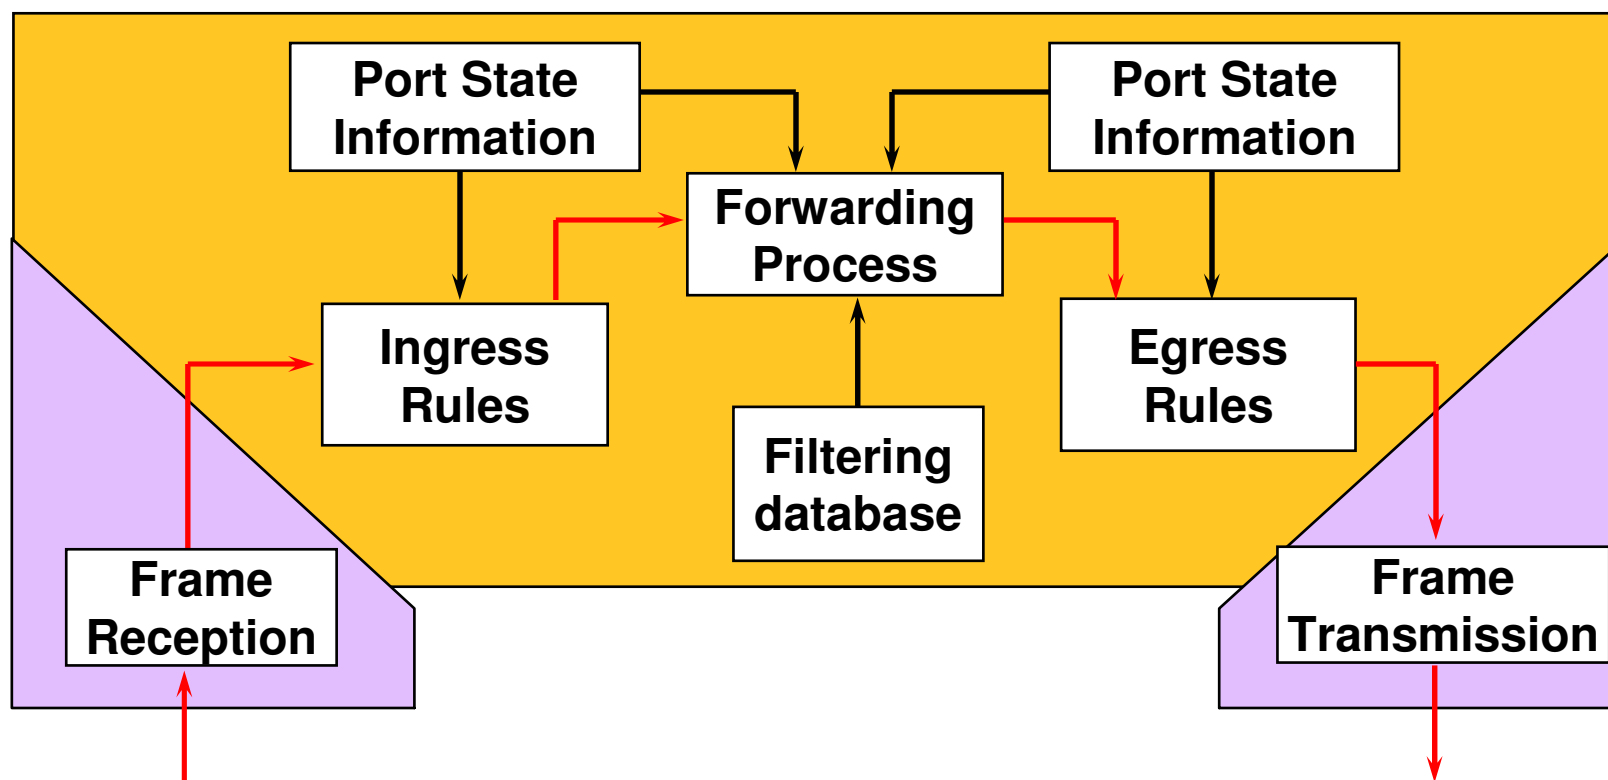 Port State
Information
Port State
Information
Forwarding
Process
Ingress
Rules
Egress
Rules
Filtering
database
Frame
Reception
Frame
Transmission